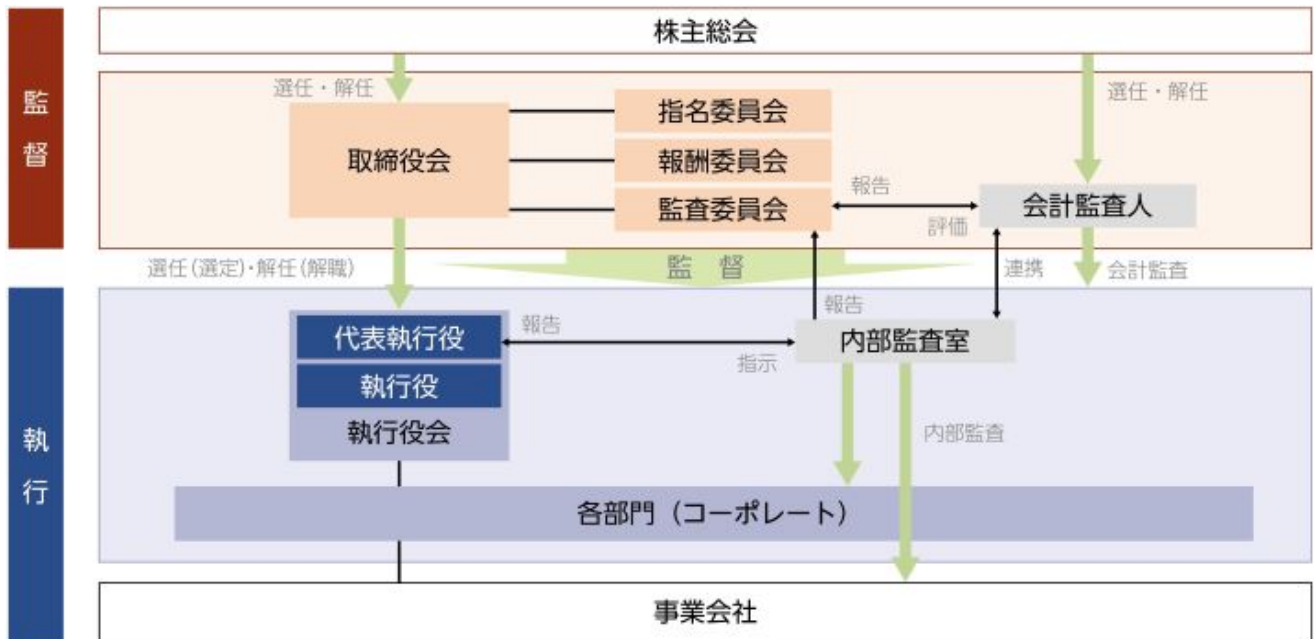 株主総会
監督
選任・解任
選任・解任
指名委員会
取締役会
報酬委員会
監査委員会
報告
評価
会計監査人
選任(選定)・解任(解職)
監 督
連携
会計監査
執行
代表執行役
報告
指示
報告
内部監査室
執行役
執行役会
内部監査
各部門（コーポレート）
事業会社